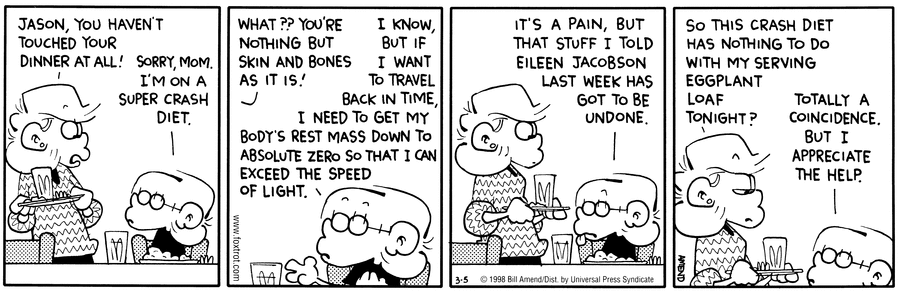 JASON, YOU HAVEN'T
TOUCHED YOUR
DINNER AT ALL!
SORRY, MOM.
I'M ON A
SUPER CRASH
DIET.
WHAT?? YOU'RE
NOTHING BUT
SKIN AND BONES
AS IT IS!
I KNOW,
BUT IF
I WANT
TO TRAVEL
BACK IN TIME,
I NEED TO GET MY
BODY'S REST MASS DOWN TO
ABSOLUTE ZERO SO THAT I CAN
EXCEED THE SPEED
OF LIGHT.
www.foxtrot.com
IT'S A PAIN, BUT
THAT STUFF I TOLD
EILEEN JACOBSON
LAST WEEK HAS
GOT TO BE
UNDONE.
3-5 © 1998 Bill Amend/Dist. by Universal Press Syndicate
SO THIS CRASH DIET
HAS NOTHING TO DO
WITH MY SERVING
EGGPLANT
LOAF
TONIGHT?
TOTALLY A
COINCIDENCE.
BUT I
APPRECIATE
THE HELP.
AMEND